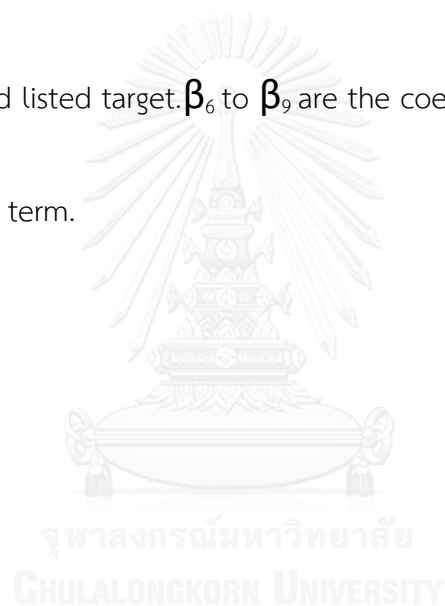 d listed target.β₆ to β₉ are the coe
term.
จุฬาลงกรณ์มหาวิทยาลัย
CHULALONGKORN UNIVERSITY